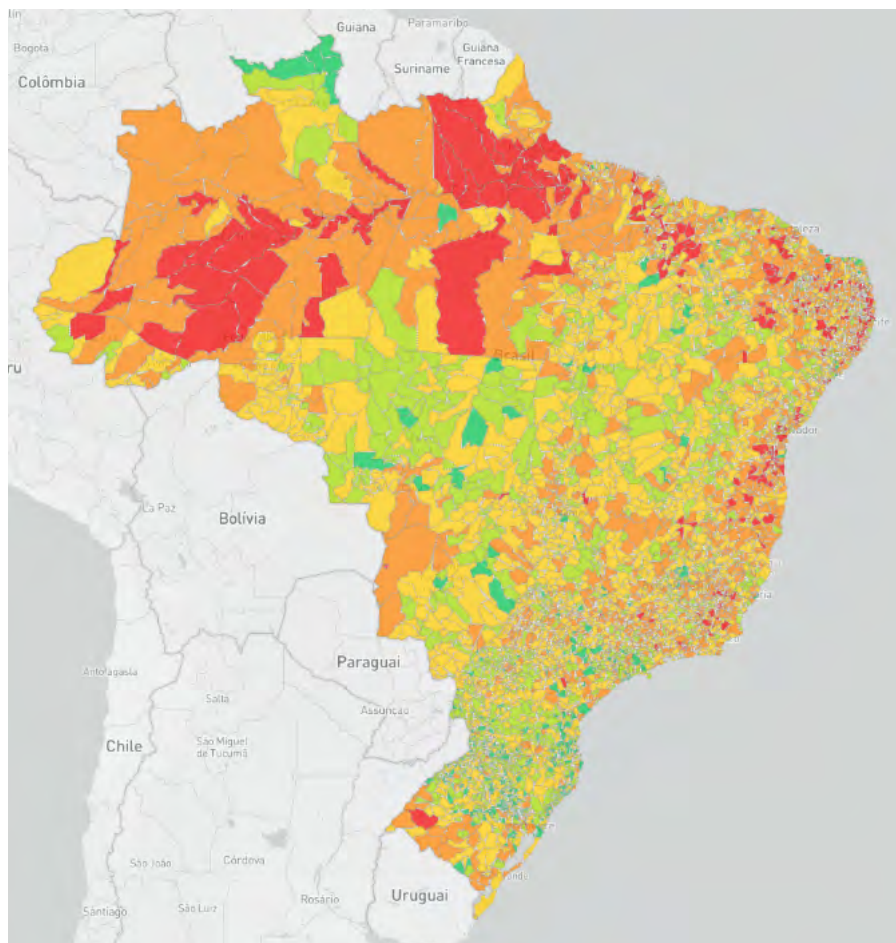 Guiana
Paramaribo
Bogotá
Guiana
Francesa
Suriname
Colômbia
Brasil
La Paz
Bolívia
Paraguai
Antofagasta
Salta
Assunção
São Miguel
de Tucumã
Chile
São João
Córdova
Uruguai
Rosário
São Luiz
Santiago